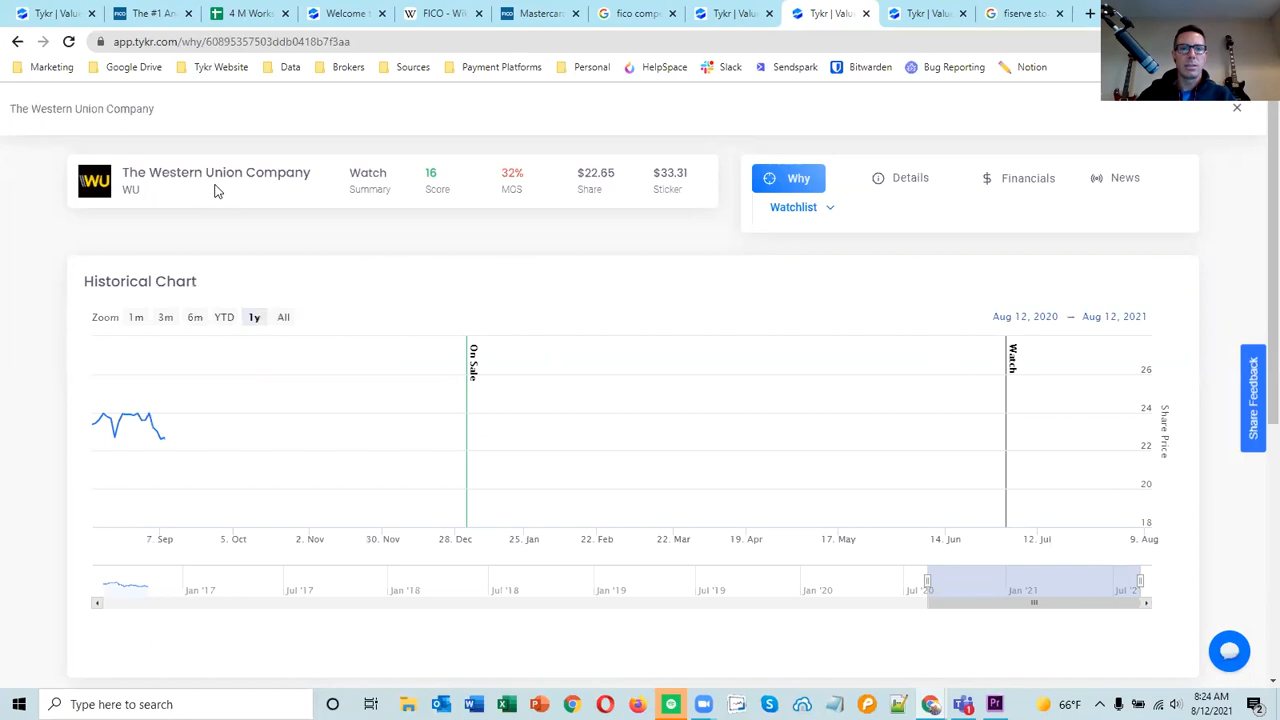 Tykr | Valu
4 M Works
Welcome t
FICO - Wi
Mastercar
fico comp
Tykr | Valu
Tykr | Valu
Tykr | Valu
fiserve sto
app.tykr.com/why/60895357503ddb0418b7f3aa
Marketing
Google Drive
Tykr Website
Data
Brokers
Sources
Payment Platforms
Personal
HelpSpace
Slack
Sendspark
Bitwarden
Bug Reporting
Notion
The Western Union Company
WU
The Western Union Company
WU
Watch
Summary
16
Score
32%
MOS
$22.65
Share
$33.31
Sticker
Why
Details
Financials
News
Watchlist
Historical Chart
Zoom 1m 3m 6m YTD 1y All
Aug 12, 2020 → Aug 12, 2021
On Sale
Watch
26
24
22
20
18
Share Price
7. Sep
5. Oct
2. Nov
30. Nov
28. Dec
25. Jan
22. Feb
22. Mar
19. Apr
17. May
14. Jun
12. Jul
9. Aug
Jan '17
Jul '17
Jan '18
Jul '18
Jan '19
Jul '19
Jan '20
Jul '20
Jan '21
Jul '2
Share Feedback
Type here to search
66°F
8:24 AM
8/12/2021